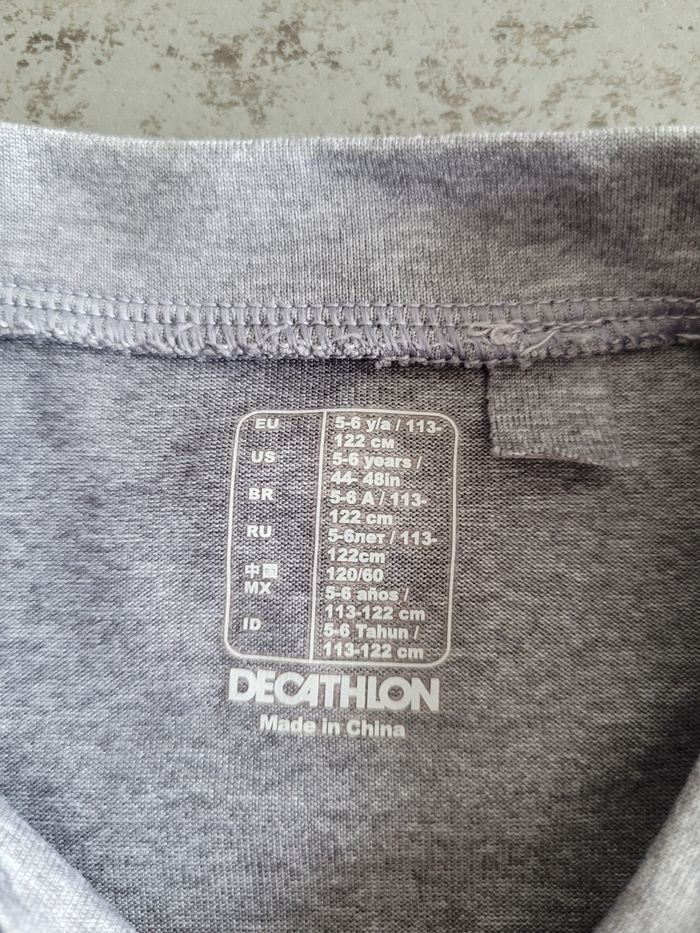 EU 5-6 y/a / 113-
122 см
US 5-6 years /
44- 48in
BR 5-6 A / 113-
122 cm
RU 5-6лет / 113-
122cm
中国 120/60
MX 5-6 años /
113-122 cm
ID 5-6 Tahun /
113-122 cm
DECATHLON
Made in China